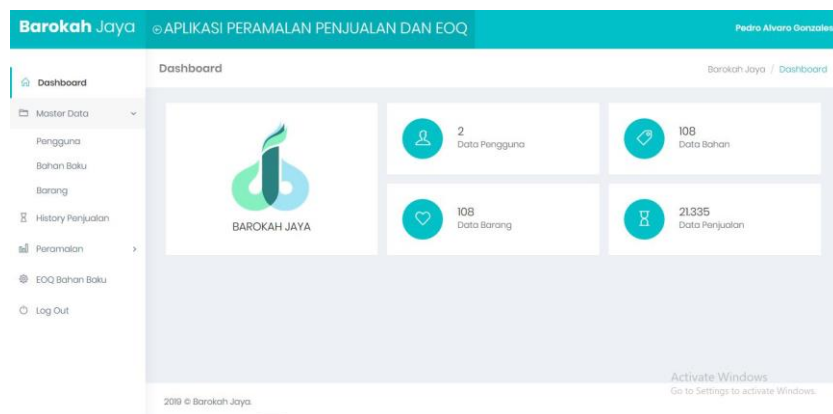 Barokah Jaya
APLIKASI PERAMALAN PENJUALAN DAN EOQ
Pedro Alvaro Gonzales
Dashboard
Master Data
Pengguna
Bahan Baku
Barang
History Penjualan
Peramalan
EOQ Bahan Baku
Log Out
Dashboard
Barokah Jaya / Dashboard
BAROKAH JAYA
2
Data Pengguna
108
Data Bahan
108
Data Barang
21.335
Data Penjualan
Activate Windows
Go to Settings to activate Windows.
2019 © Barokah Jaya.